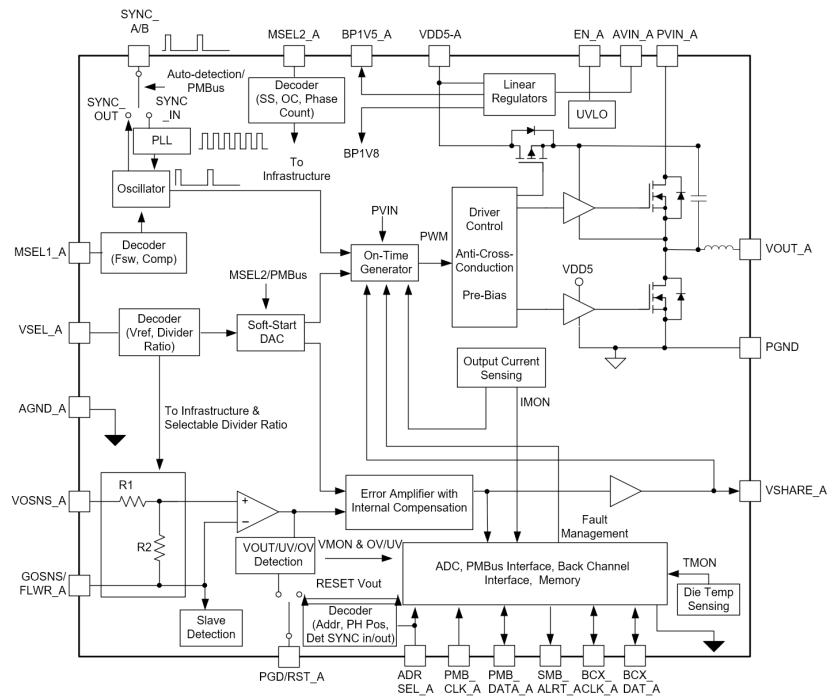 SYNC_
A/B
MSEL2_A
BP1V5_A
VDD5-A
EN_A
AVIN_A
PVIN_A
Auto-detection/
PMBus
SYNC_
OUT
SYNC
_IN
PLL
Decoder
(SS, OC, Phase
Count)
Linear
Regulators
UVLO
BP1V8
To
Infrastructure
Oscillator
MSEL1_A
Decoder
(Fsw, Comp)
PVIN
On-Time
Generator
PWM
Driver
Control
Anti-Cross-
Conduction
Pre-Bias
VDD5
VOUT_A
MSEL2/PMBus
VSEL_A
Decoder
(Vref, Divider
Ratio)
Soft-Start
DAC
PGND
Output Current
Sensing
IMON
AGND_A
To Infrastructure &
Selectable Divider Ratio
VOSNS_A
R1
R2
+
−
Error Amplifier with
Internal Compensation
VSHARE_A
Fault
Management
VOUT/UV/OV
Detection
VMON & OV/UV
ADC, PMBus Interface, Back Channel
Interface, Memory
TMON
Die Temp
Sensing
GOSNS/
FLWR_A
Slave
Detection
RESET Vout
Decoder
(Addr, PH Pos,
Det SYNC in/out)
PGD/RST_A
ADR
SEL_A
PMB_
CLK_A
PMB_
DATA_A
SMB_
ALRT_A
BCX_
ACLK_A
BCX_
DAT_A